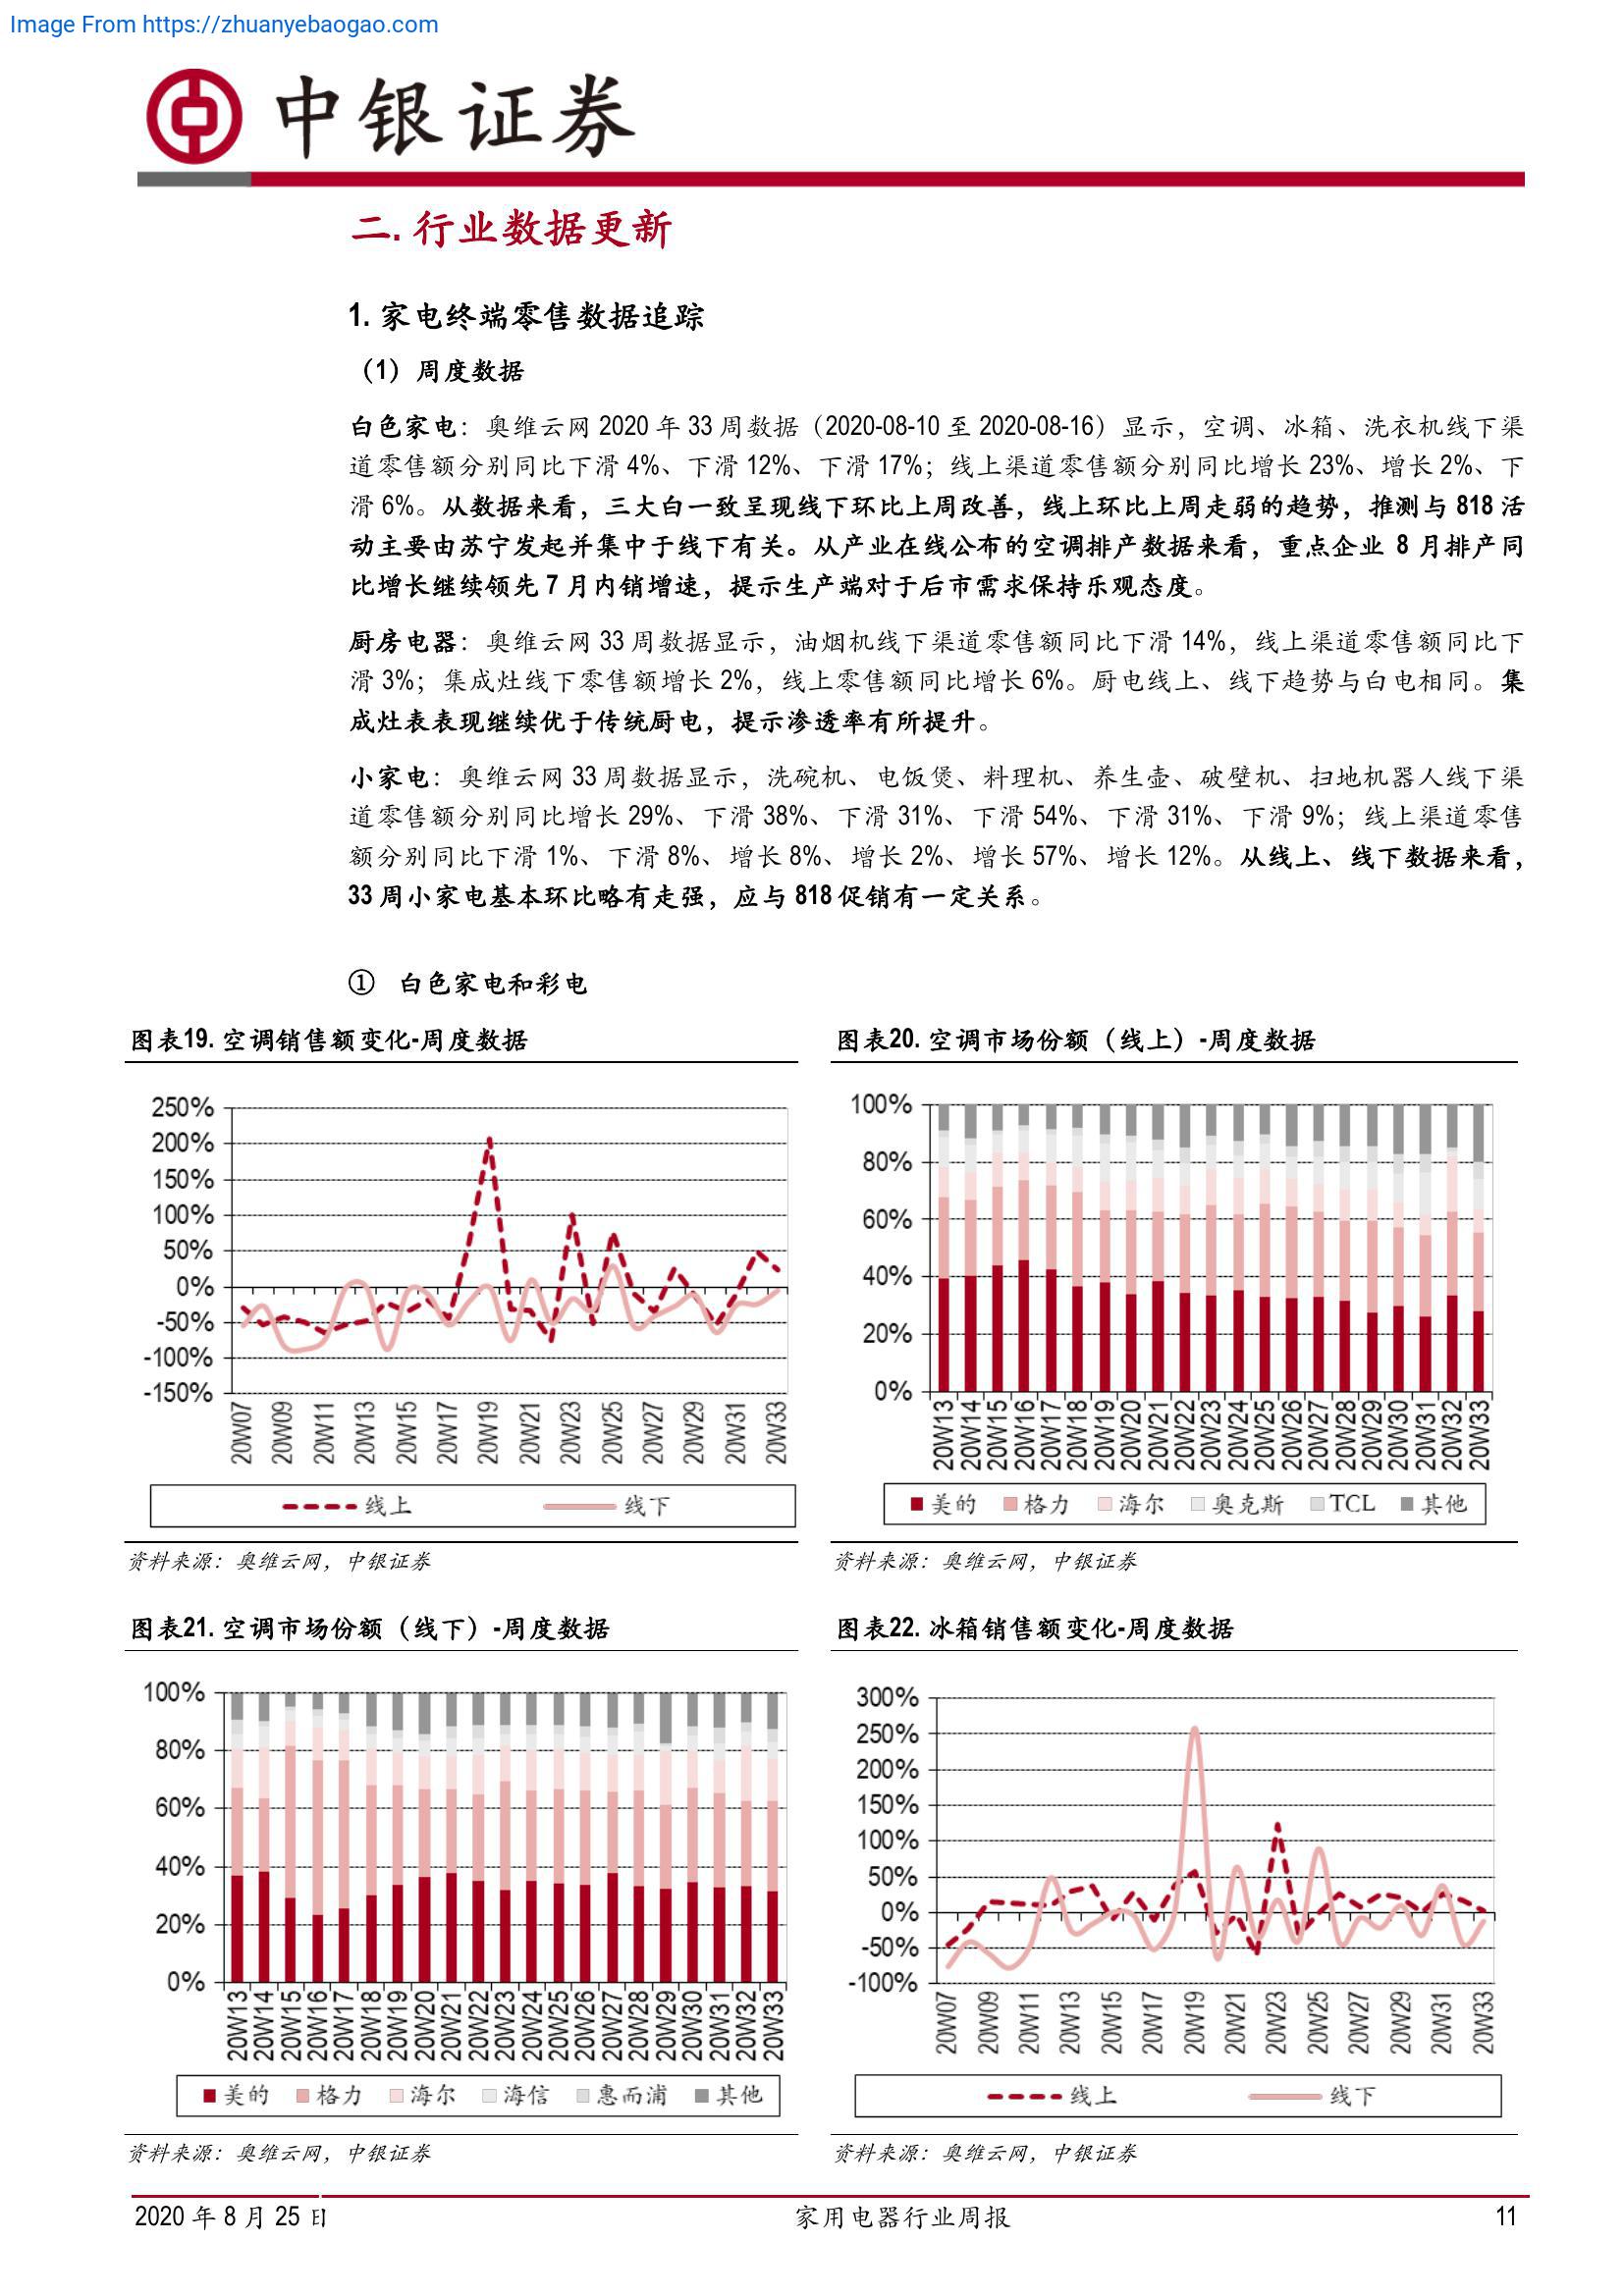 Image From https://zhuanyebaogao.com
中银证券
二. 行业数据更新
1. 家电终端零售数据追踪
（1）周度数据
白色家电：奥维云网 2020 年 33 周数据（2020-08-10 至 2020-08-16）显示，空调、冰箱、洗衣机线下渠
道零售额分别同比下滑 4%、下滑 12%、下滑 17%；线上渠道零售额分别同比增长 23%、增长 2%、下
滑 6%。从数据来看，三大白一致呈现线下环比上周改善，线上环比上周走弱的趋势，推测与 818 活
动主要由苏宁发起并集中于线下有关。从产业在线公布的空调排产数据来看，重点企业 8 月排产同
比增长继续领先 7 月内销增速，提示生产端对于后市需求保持乐观态度。
厨房电器：奥维云网 33 周数据显示，油烟机线下渠道零售额同比下滑 14%，线上渠道零售额同比下
滑 3%；集成灶线下零售额增长 2%，线上零售额同比增长 6%。厨电线上、线下趋势与白电相同。集
成灶表表现继续优于传统厨电，提示渗透率有所提升。
小家电：奥维云网 33 周数据显示，洗碗机、电饭煲、料理机、养生壶、破壁机、扫地机器人线下渠
道零售额分别同比增长 29%、下滑 38%、下滑 31%、下滑 54%、下滑 31%、下滑 9%；线上渠道零售
额分别同比下滑 1%、下滑 8%、增长 8%、增长 2%、增长 57%、增长 12%。从线上、线下数据来看，
33 周小家电基本环比略有走强，应与 818 促销有一定关系。
① 白色家电和彩电
图表19. 空调销售额变化-周度数据
250%
200%
150%
100%
50%
0%
-50%
-100%
-150%
20W07 20W09 20W11 20W13 20W15 20W17 20W19 20W21 20W23 20W25 20W27 20W29 20W31 20W33
线上 线下
资料来源：奥维云网，中银证券
图表20. 空调市场份额（线上）-周度数据
100%
80%
60%
40%
20%
0%
20W13 20W14 20W15 20W16 20W17 20W18 20W19 20W20 20W21 20W22 20W23 20W24 20W25 20W26 20W27 20W28 20W29 20W30 20W31 20W32 20W33
美的 格力 海尔 奥克斯 TCL 其他
资料来源：奥维云网，中银证券
图表21. 空调市场份额（线下）-周度数据
100%
80%
60%
40%
20%
0%
20W13 20W14 20W15 20W16 20W17 20W18 20W19 20W20 20W21 20W22 20W23 20W24 20W25 20W26 20W27 20W28 20W29 20W30 20W31 20W32 20W33
美的 格力 海尔 海信 惠而浦 其他
资料来源：奥维云网，中银证券
图表22. 冰箱销售额变化-周度数据
300%
250%
200%
150%
100%
50%
0%
-50%
-100%
20W07 20W09 20W11 20W13 20W15 20W17 20W19 20W21 20W23 20W25 20W27 20W29 20W31 20W33
线上 线下
资料来源：奥维云网，中银证券
2020 年 8 月 25 日 家用电器行业周报 11